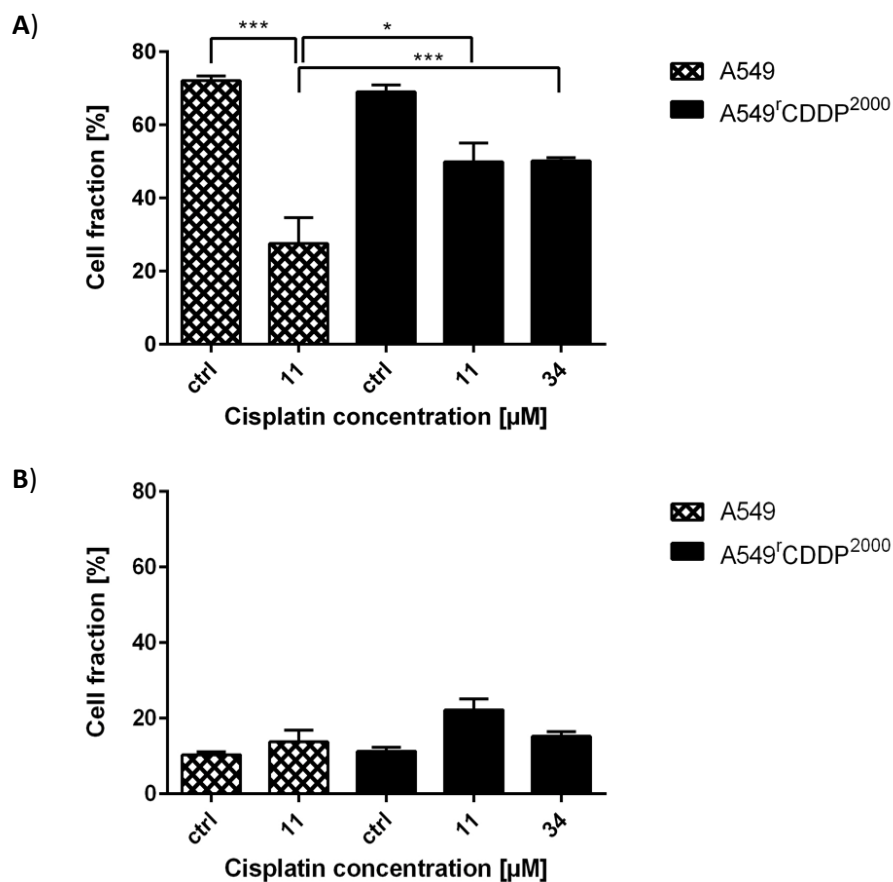 A)
***
*
***
80
60
40
20
0
Cell fraction [%]
ctrl
11
ctrl
11
34
Cisplatin concentration [µM]
A549
A549ʳCDDP²⁰⁰⁰
B)
80
60
40
20
0
Cell fraction [%]
ctrl
11
ctrl
11
34
Cisplatin concentration [µM]
A549
A549ʳCDDP²⁰⁰⁰